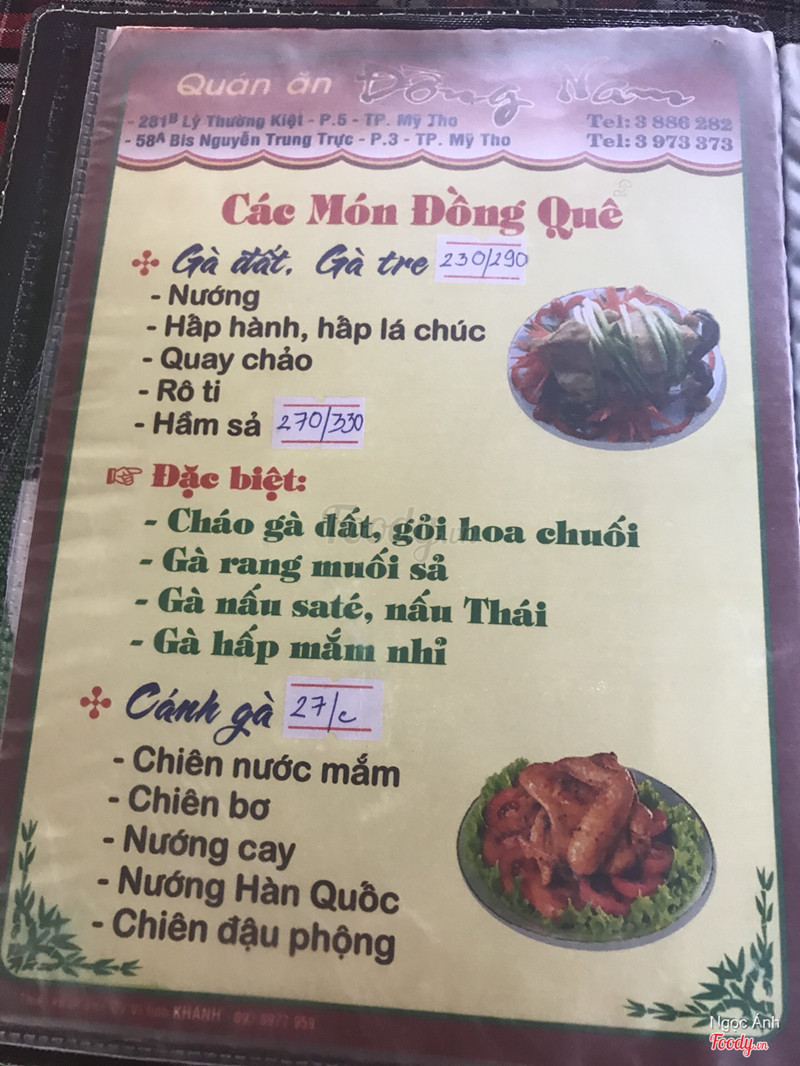 Quán ăn Đồng Nam
- 281B Lý Thường Kiệt - P.5 - TP. Mỹ Tho Tel: 3 886 282
- 58A Bis Nguyễn Trung Trực - P.3 - TP. Mỹ Tho Tel: 3 973 373
Các Món Đồng Quê
Gà đất. Gà tre 230/290
- Nướng
- Hấp hành, hấp lá chúc
- Quay chảo
- Rô ti
- Hầm sả 270/330
Đặc biệt:
- Cháo gà đất, gỏi hoa chuối
- Gà rang muối sả
- Gà nấu saté, nấu Thái
- Gà hấp mắm nhỉ
Foody.vn
Cánh gà 27/c
- Chiên nước mắm
- Chiên bơ
- Nướng cay
- Nướng Hàn Quốc
- Chiên đậu phộng
KHÁNH
Ngọc Ánh
Foody.vn